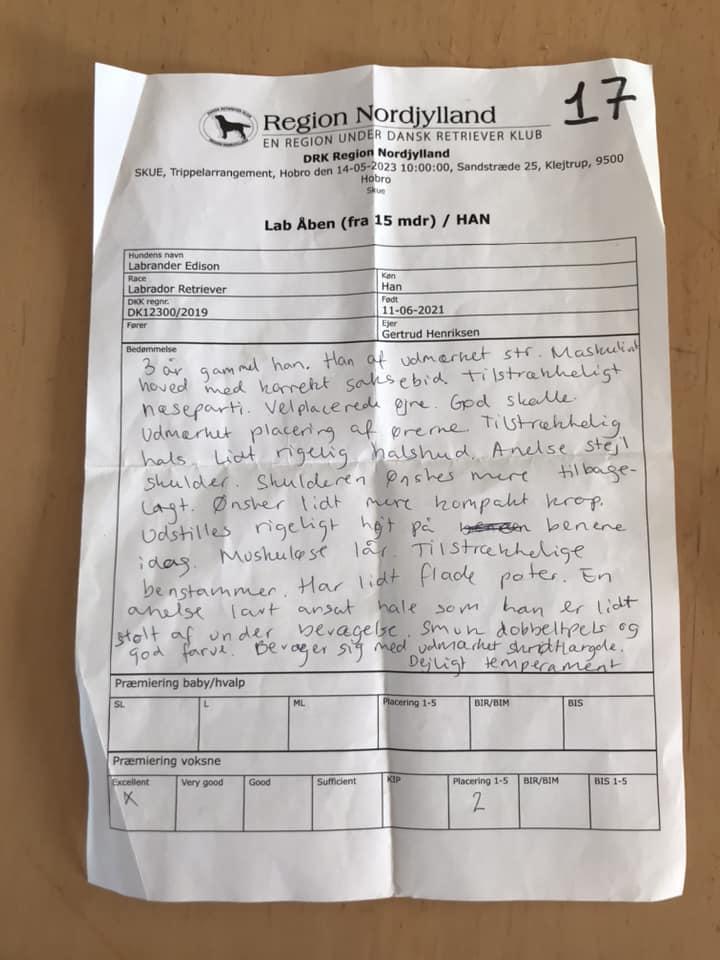 17
DANSK RETRIEVER KLUB
Region Nordjylland
EN REGION UNDER DANSK RETRIEVER KLUB
DRK Region Nordjylland
SKUE, Trippelarrangement, Hobro den 14-05-2023 10:00:00, Sandstræde 25, Klejtrup, 9500
Hobro
Skue
Lab Åben (fra 15 mdr) / HAN
Hundens navn
Labrander Edison
Race
Labrador Retriever
Køn
Han
DKK regnr.
DK12300/2019
Født
11-06-2021
Fører
Ejer
Gertrud Henriksen
Bedømmelse
3 år gammel han. Han af udmærket str. Maskulint
hoved med korrekt saksebid. Tilstrækkeligt
næseparti. Velplacerede øjne. God skalle.
Udmærket placering af ørerne. Tilstrækkelig
hals. Lidt rigelig halshud. Anelse stejl
skulder. Skulderen ønskes mere tilbage-
lagt. Ønsker lidt mere kompakt krop.
Udstilles rigeligt højt på benene
idag. Muskuløse lår. Tilstrækkelige
benstammer. Har lidt flade poter. En
anelse lavt ansat hale som han er lidt
stolt af under bevægelse. Smuk dobbeltpels og
god farve. Bevæger sig med udmærket skridtlængde.
Dejligt temperament
Præmiering baby/hvalp
SL L ML Placering 1-5 BIR/BIM BIS
Præmiering voksne
Excellent Very good Good Sufficient KIP Placering 1-5 BIR/BIM BIS 1-5
X 2